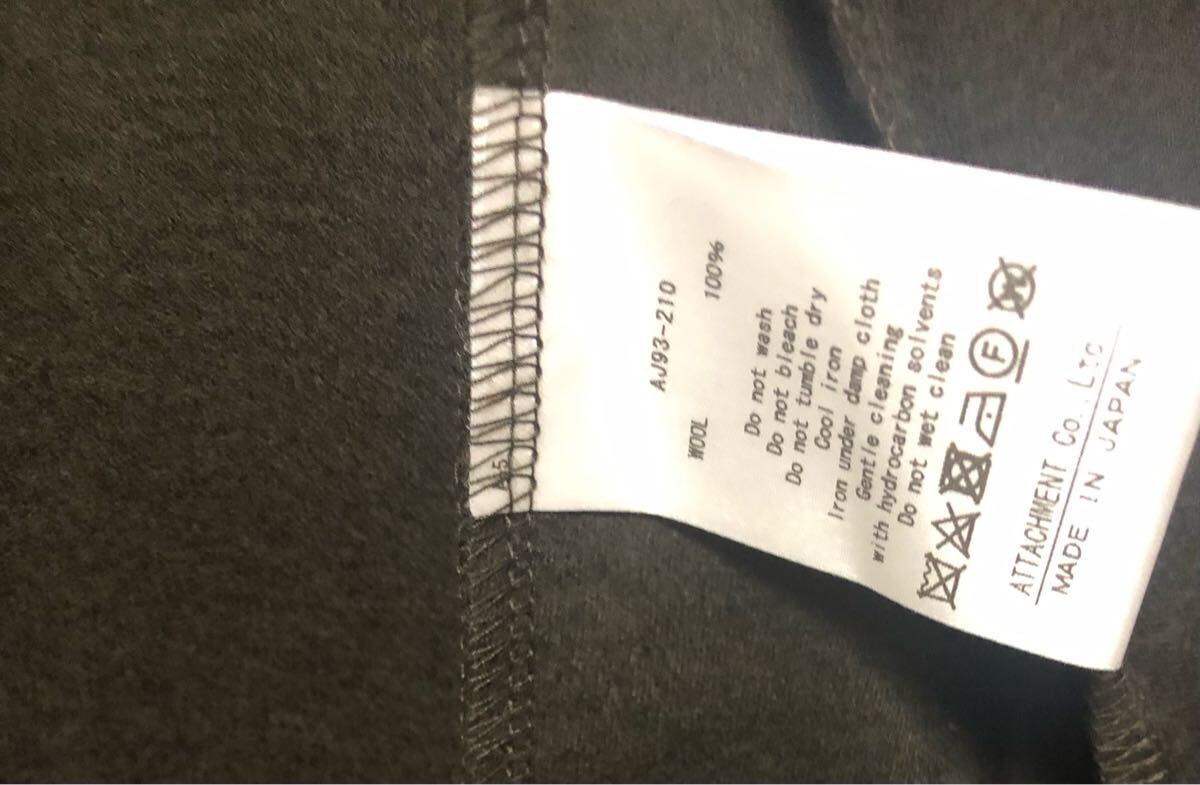 AJ93-210
WOOL 100%
Do not wash
Do not bleach
Do not tumble dry
Cool iron
Iron under damp cloth
Gentle cleaning
with hydrocarbon solvents
Do not wet clean
F W
ATTACHMENT Co., LTD
MADE IN JAPAN